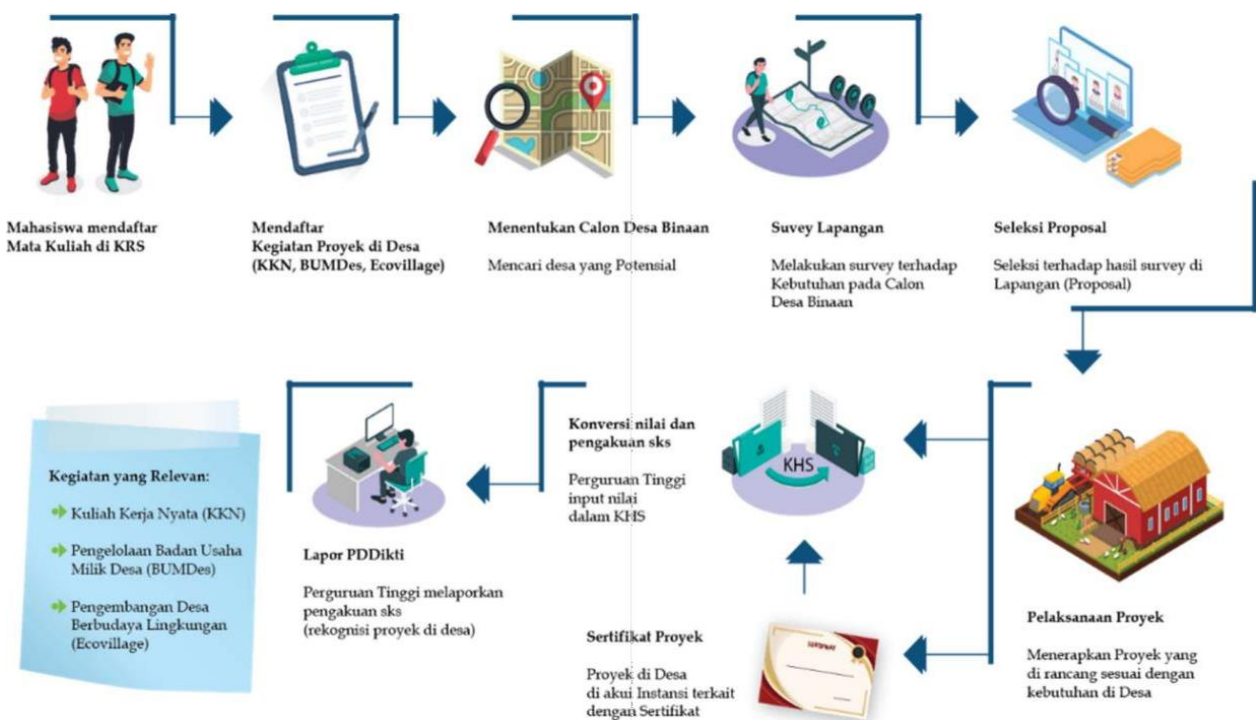 Mahasiswa mendaftar
Mata Kuliah di KRS
Mendaftar
Kegiatan Proyek di Desa
(KKN, BUMDes, Ecovillage)
Menentukan Calon Desa Binaan
Mencari desa yang Potensial
Suvey Lapangan
Melakukan survey terhadap
Kebutuhan pada Calon
Desa Binaan
Seleksi Proposal
Seleksi terhadap hasil survey di
Lapangan (Proposal)
Pelaksanaan Proyek
Menerapkan Proyek yang
di rancang sesuai dengan
kebutuhan di Desa
KHS
Konversi nilai dan
pengakuan sks
Perguruan Tinggi
input nilai
dalam KHS
SERTIFIKAT
Sertifikat Proyek
Proyek di Desa
di akui Instansi terkait
dengan Sertifikat
Lapor PDDikti
Perguruan Tinggi melaporkan
pengakuan sks
(rekognisi proyek di desa)
Kegiatan yang Relevan:
Kuliah Kerja Nyata (KKN)
Pengelolaan Badan Usaha
Milik Desa (BUMDes)
Pengembangan Desa
Berbudaya Lingkungan
(Ecovillage)